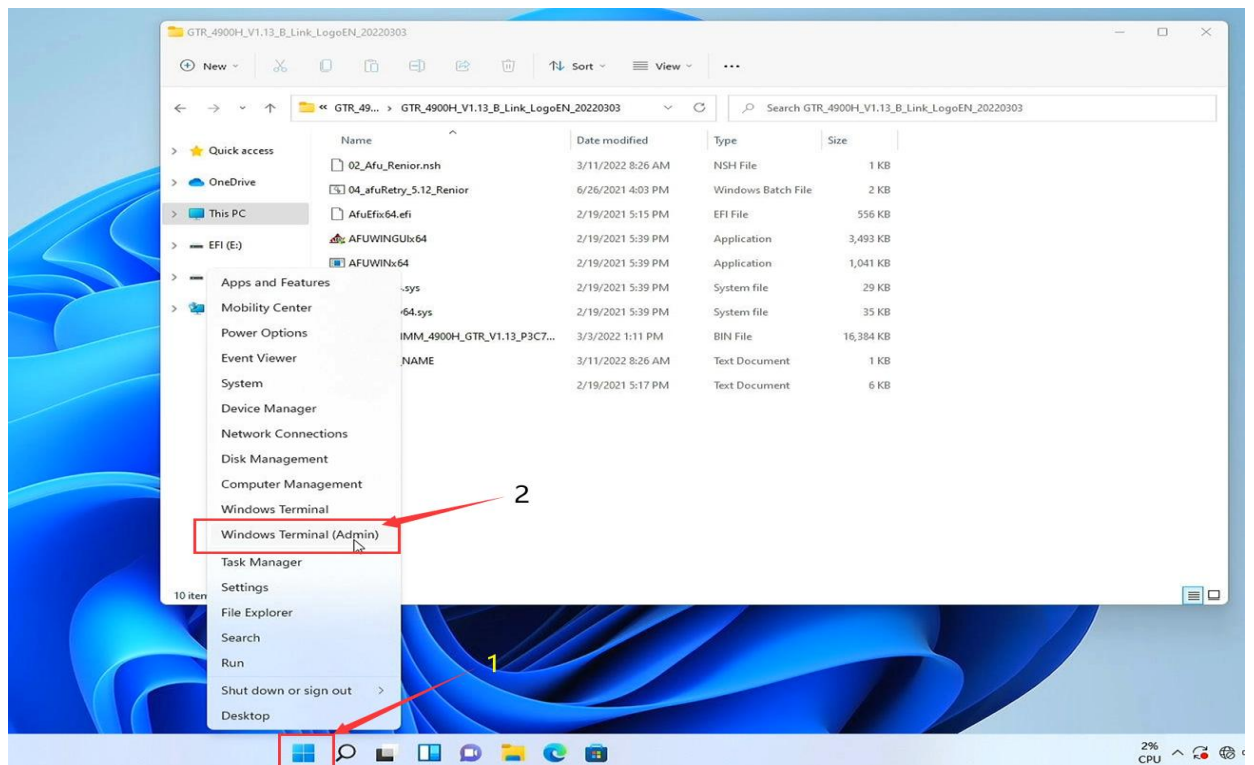 GTR_4900H_V1.13_B_Link_LogoEN_20220303
New Sort View ...
« GTR_49... > GTR_4900H_V1.13_B_Link_LogoEN_20220303 Search GTR_4900H_V1.13_B_Link_LogoEN_20220303
Name Date modified Type Size
Quick access
OneDrive
This PC
EFI (E:)
02_Afu_Renior.nsh 3/11/2022 8:26 AM NSH File 1 KB
04_afuRetry_5.12_Renior 6/26/2021 4:03 PM Windows Batch File 2 KB
AfuEfix64.efi 2/19/2021 5:15 PM EFI File 556 KB
AFUWINGUIx64 2/19/2021 5:39 PM Application 3,493 KB
AFUWINx64 2/19/2021 5:39 PM Application 1,041 KB
.sys 2/19/2021 5:39 PM System file 29 KB
64.sys 2/19/2021 5:39 PM System file 35 KB
IMM_4900H_GTR_V1.13_P3C7... 3/3/2022 1:11 PM BIN File 16,384 KB
_NAME 3/11/2022 8:26 AM Text Document 1 KB
2/19/2021 5:17 PM Text Document 6 KB
Apps and Features
Mobility Center
Power Options
Event Viewer
System
Device Manager
Network Connections
Disk Management
Computer Management
Windows Terminal
Windows Terminal (Admin)
2
Task Manager
Settings
File Explorer
Search
Run
Shut down or sign out >
Desktop
10 iten
1
2%
CPU